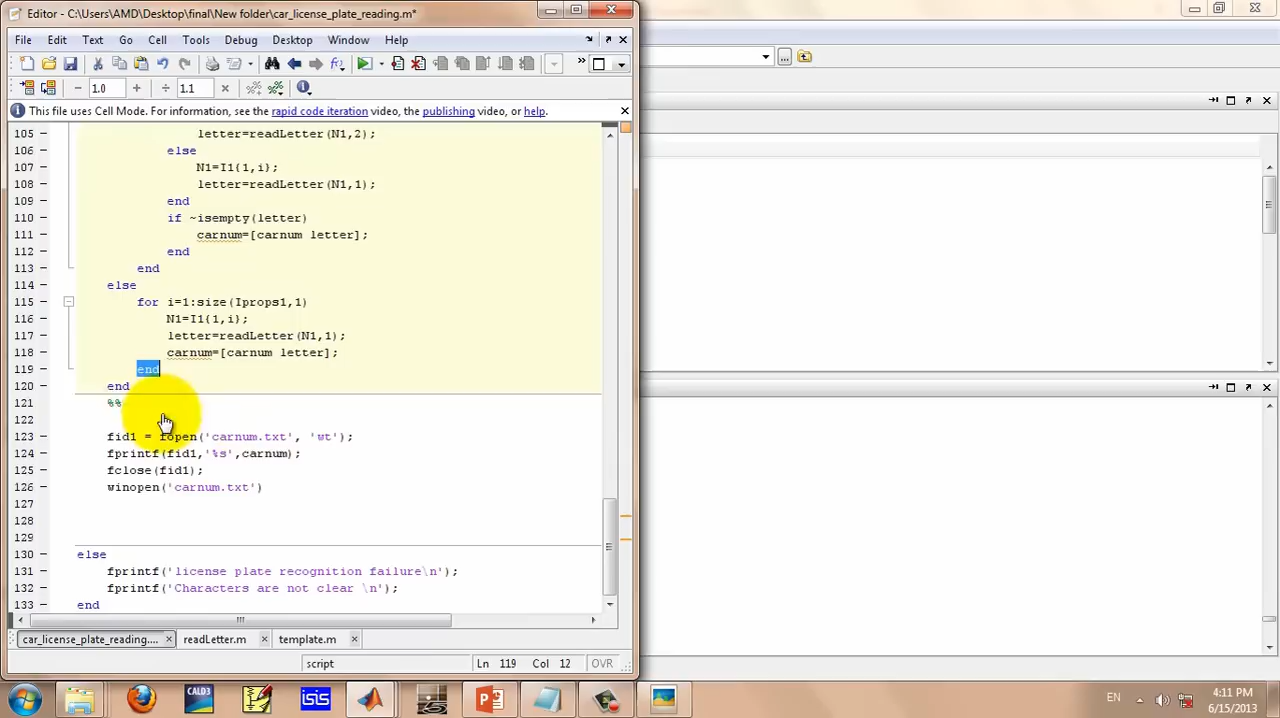 Editor - C:\Users\AMD\Desktop\final\New folder\car_license_plate_reading.m*
File Edit Text Go Cell Tools Debug Desktop Window Help
1.0 1.1
This file uses Cell Mode. For information, see the rapid code iteration video, the publishing video, or help.
105 letter=readLetter(N1,2);
106 else
107 N1=I1{1,i};
108 letter=readLetter(N1,1);
109 end
110 if ~isempty(letter)
111 carnum=[carnum letter];
112 end
113 end
114 else
115 for i=1:size(Iprops1,1)
116 N1=I1{1,i};
117 letter=readLetter(N1,1);
118 carnum=[carnum letter];
119 end
120 end
121 %%
122
123 fid1 = fopen('carnum.txt', 'wt');
124 fprintf(fid1,'%s',carnum);
125 fclose(fid1);
126 winopen('carnum.txt')
127
128
129
130 else
131 fprintf('license plate recognition failure\n');
132 fprintf('Characters are not clear \n');
133 end
car_license_plate_reading.... readLetter.m template.m
script Ln 119 Col 12 OVR
CALD3 isis EN 4:11 PM
6/15/2013